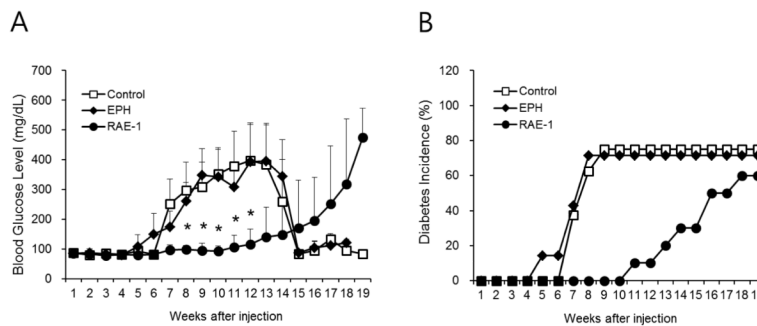 A
Blood Glucose Level (mg/dL)
700
600
500
400
300
200
100
0
Control
EPH
RAE-1
* * * * *
1 2 3 4 5 6 7 8 9 10 11 12 13 14 15 16 17 18 19
Weeks after injection
B
Diabetes Incidence (%)
120
100
80
60
40
20
0
Control
EPH
RAE-1
1 2 3 4 5 6 7 8 9 10 11 12 13 14 15 16 17 18
Weeks after injection